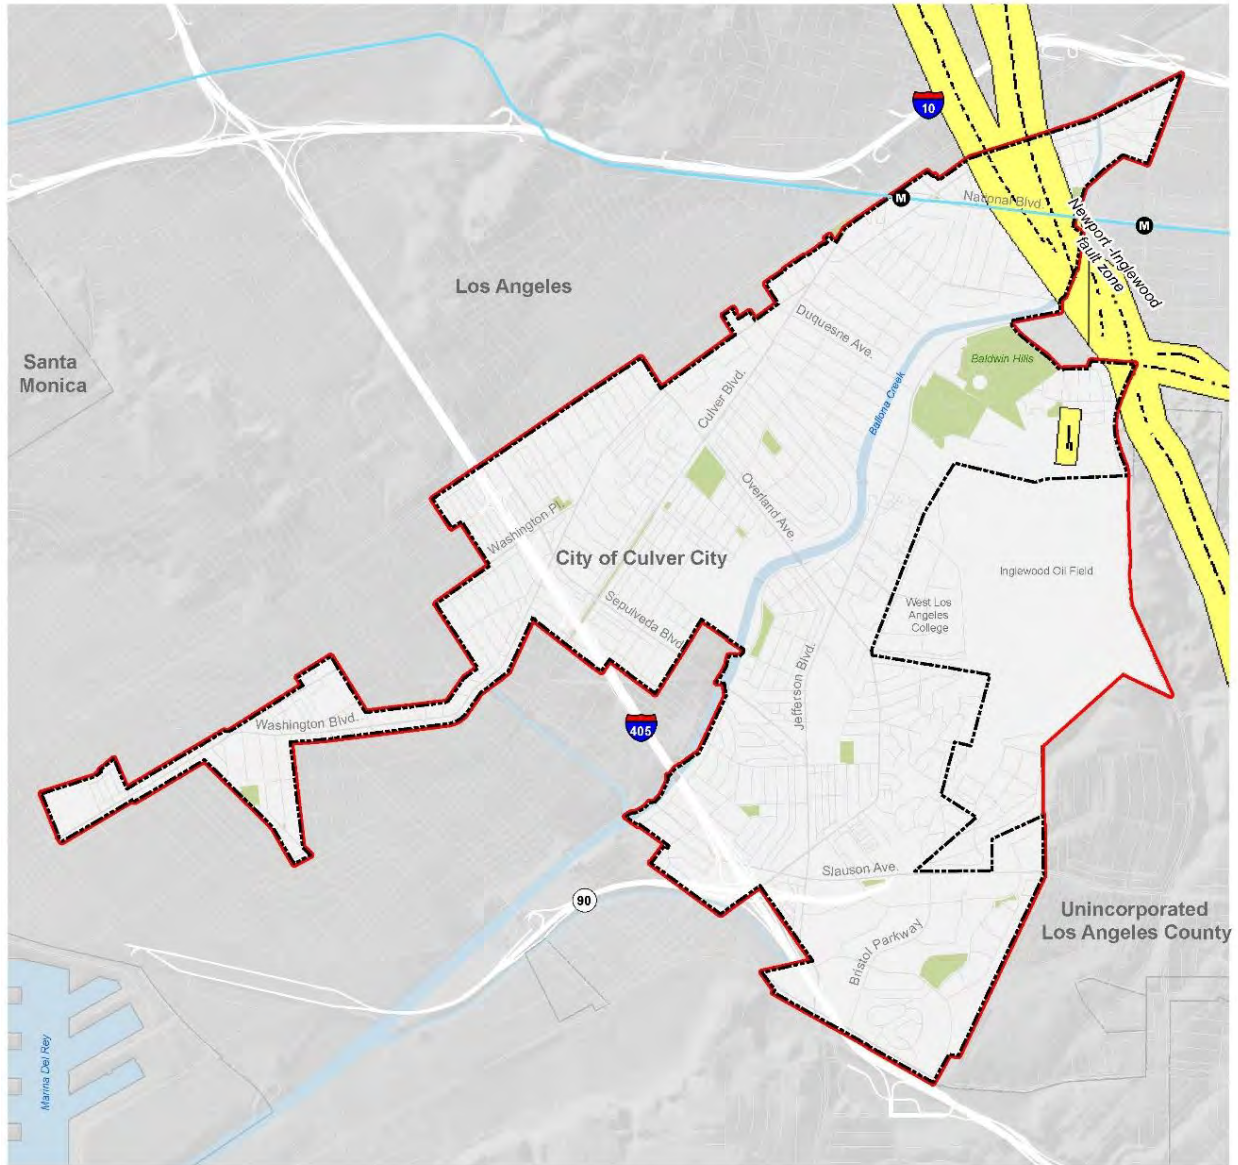 10
M
National Blvd.
M
Newport -Inglewood
fault zone
Los Angeles
Santa
Monica
Duquesne Ave.
Baldwin Hills
Culver Blvd.
Ballona Creek
Overland Ave.
Washington Pl.
City of Culver City
Inglewood Oil Field
West Los
Angeles
College
Sepulveda Blvd.
Jefferson Blvd.
Washington Blvd.
405
Slauson Ave.
90
Unincorporated
Los Angeles County
Bristol Parkway
Marina Del Rey